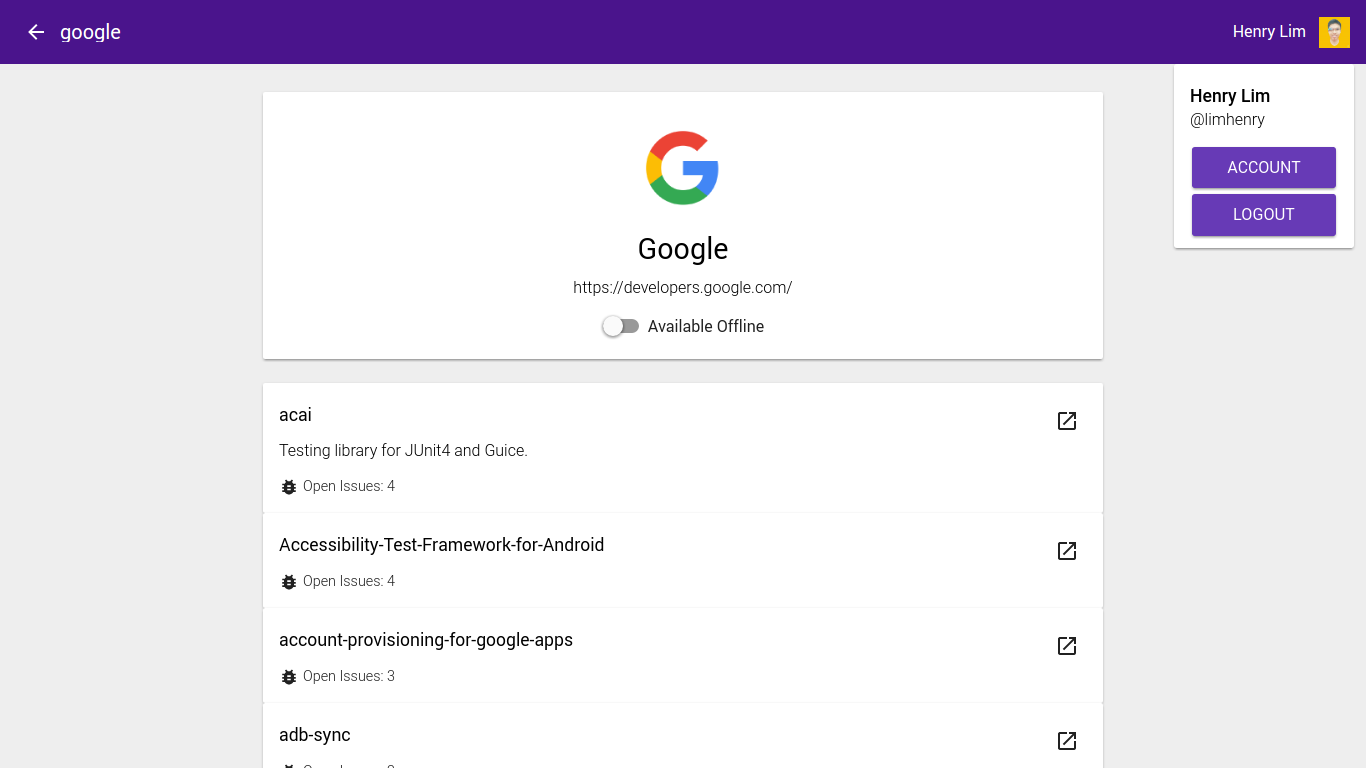 google
Henry Lim
Henry Lim
@limhenry
ACCOUNT
LOGOUT
Google
https://developers.google.com/
Available Offline
acai
Testing library for JUnit4 and Guice.
Open Issues: 4
Accessibility-Test-Framework-for-Android
Open Issues: 4
account-provisioning-for-google-apps
Open Issues: 3
adb-sync